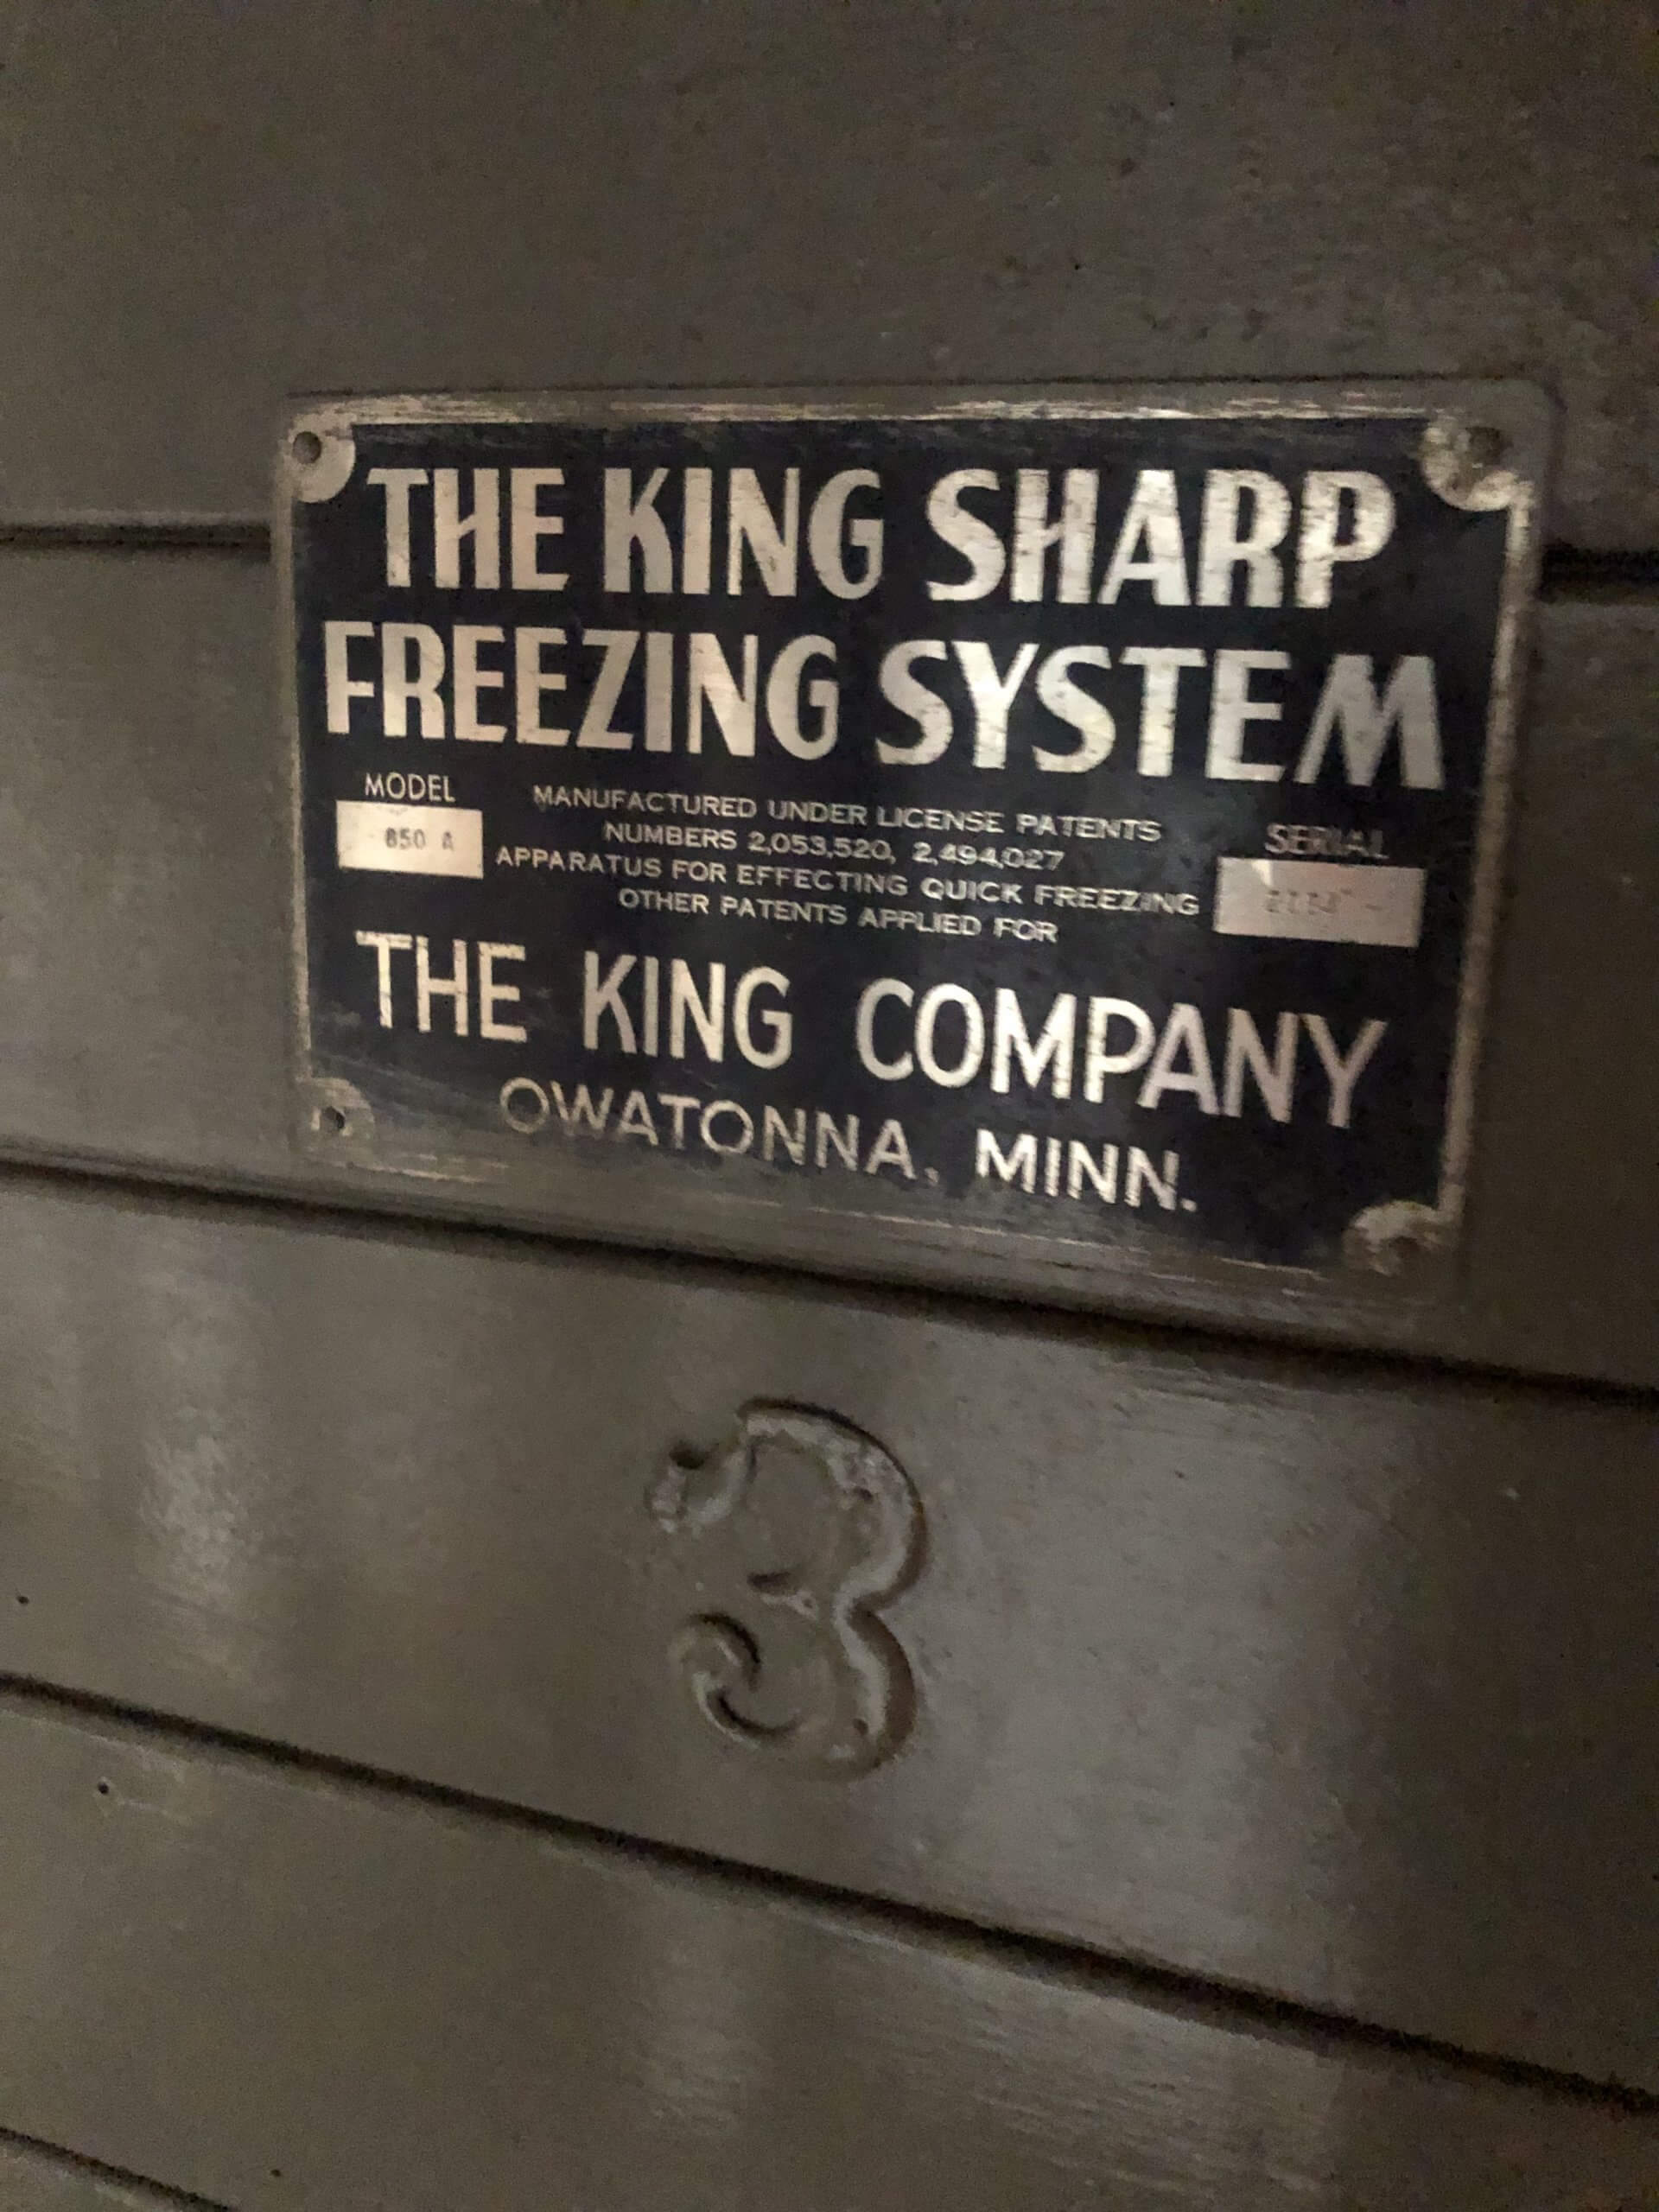 THE KING SHARP
FREEZING SYSTEM
MODEL
850 A
MANUFACTURED UNDER LICENSE PATENTS
NUMBERS 2,053,520, 2,494,027
APPARATUS FOR EFFECTING QUICK FREEZING
OTHER PATENTS APPLIED FOR
SERIAL
THE KING COMPANY
OWATONNA, MINN.
3